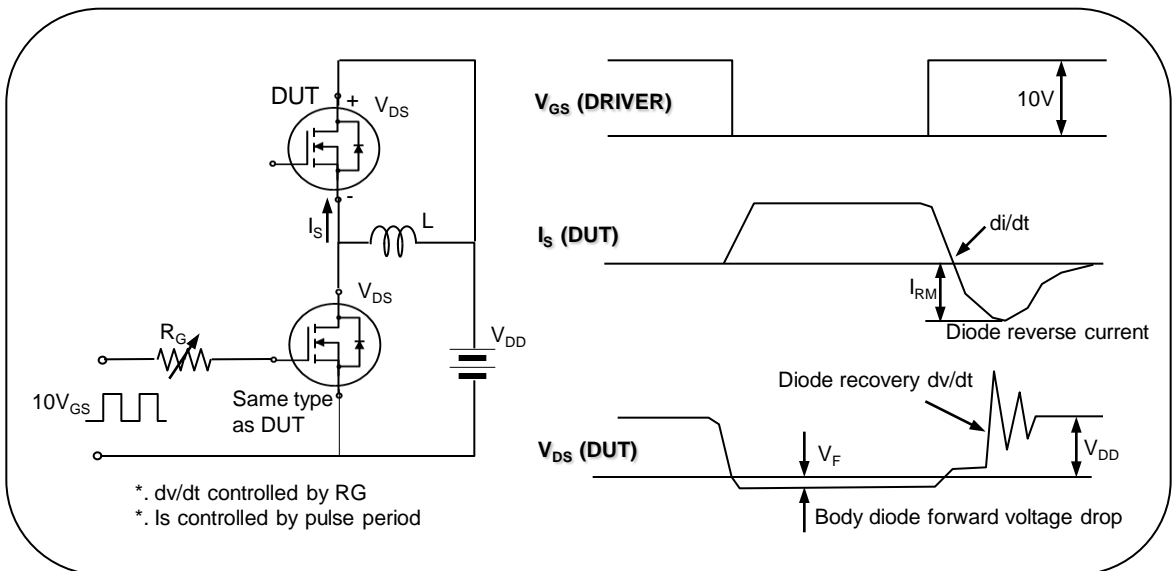 DUT
+
V_DS
-
I_S
L
V_DS
R_G
V_DD
10V_GS
Same type
as DUT
*. dv/dt controlled by RG
*. Is controlled by pulse period
V_GS (DRIVER)
10V
I_S (DUT)
di/dt
I_RM
Diode reverse current
Diode recovery dv/dt
V_DS (DUT)
V_F
V_DD
Body diode forward voltage drop